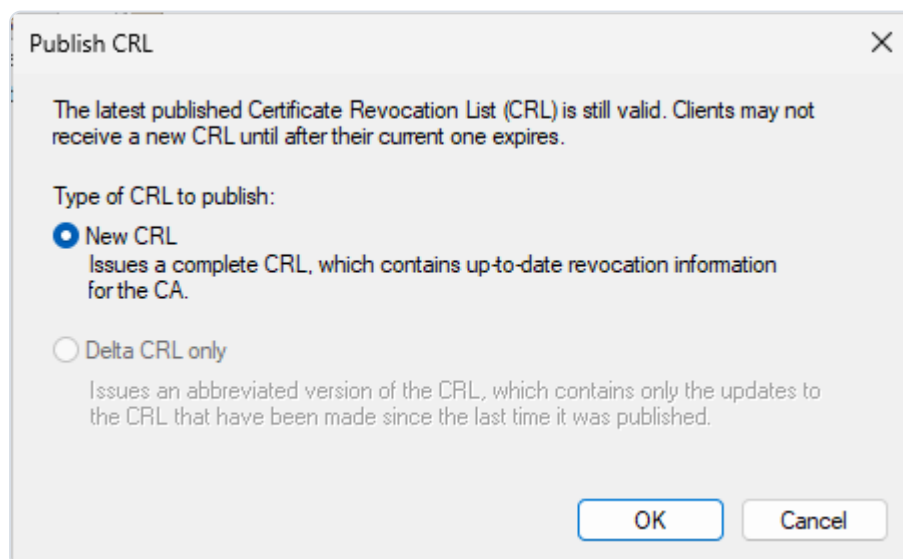 Publish CRL
The latest published Certificate Revocation List (CRL) is still valid. Clients may not
receive a new CRL until after their current one expires.
Type of CRL to publish:
New CRL
Issues a complete CRL, which contains up-to-date revocation information
for the CA.
Delta CRL only
Issues an abbreviated version of the CRL, which contains only the updates to
the CRL that have been made since the last time it was published.
OK Cancel